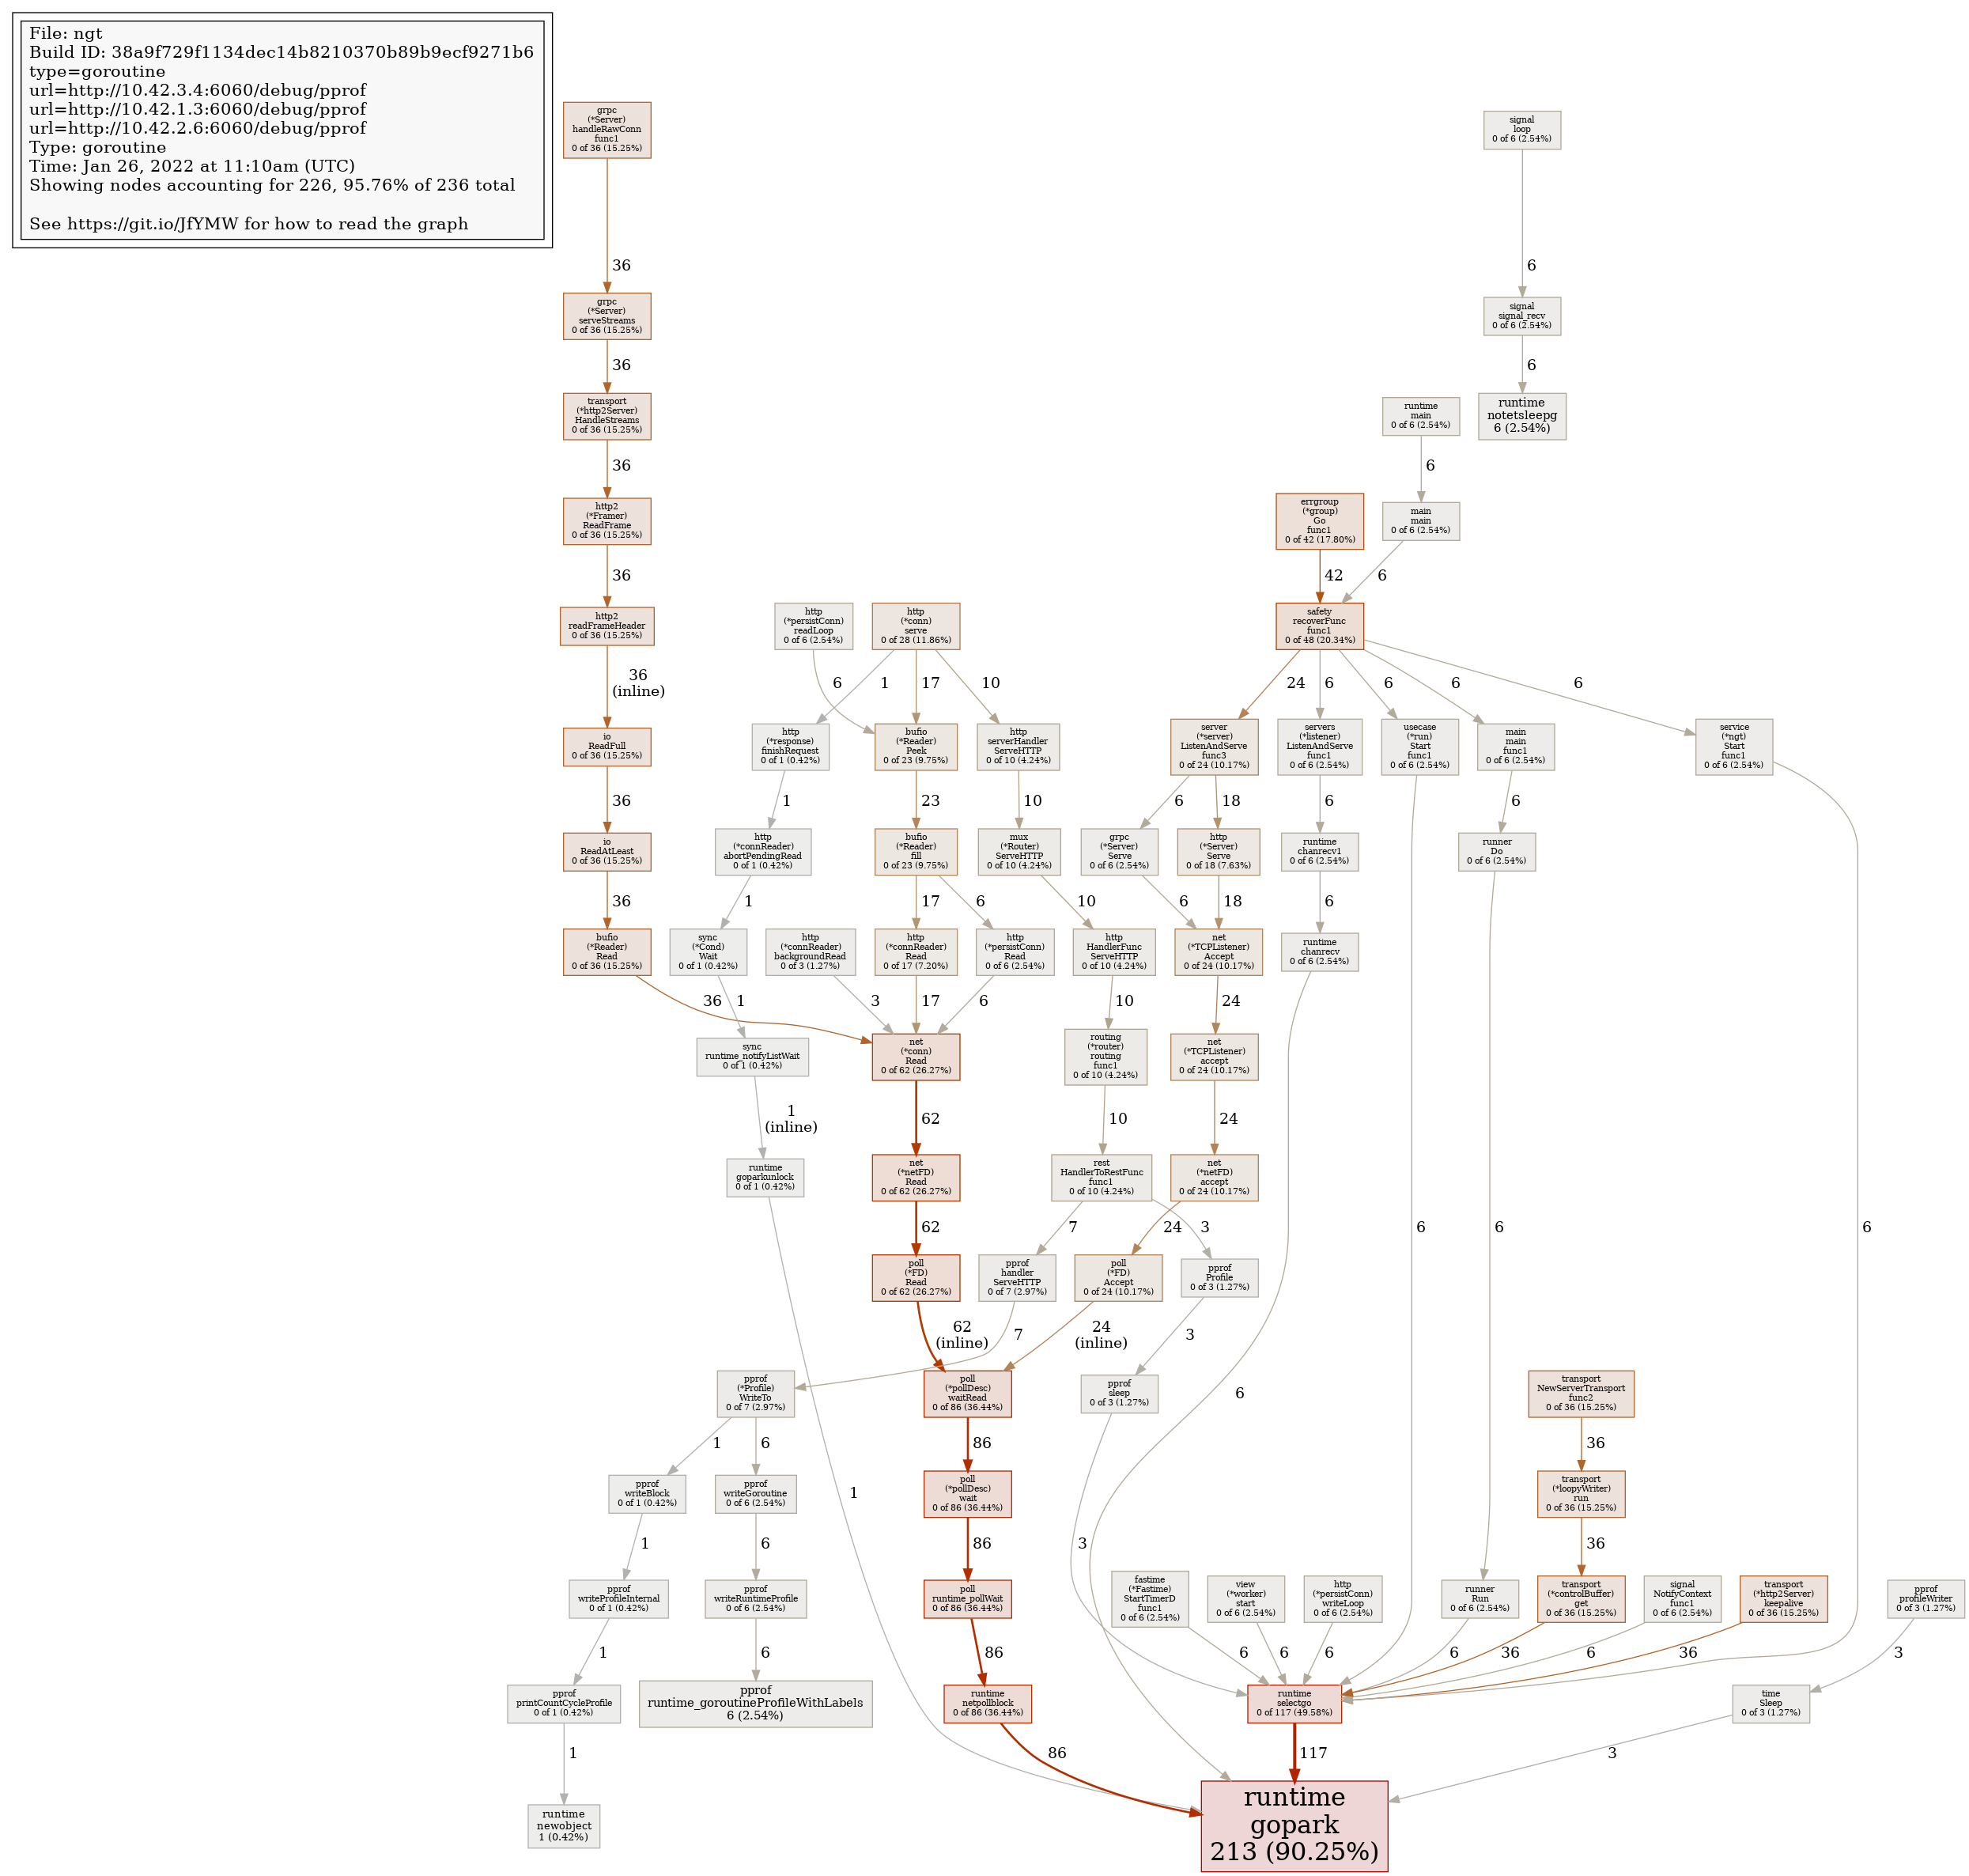 File: ngt
Build ID: 38a9f729f1134dec14b8210370b89b9ecf9271b6
type=goroutine
url=http://10.42.3.4:6060/debug/pprof
url=http://10.42.1.3:6060/debug/pprof
url=http://10.42.2.6:6060/debug/pprof
Type: goroutine
Time: Jan 26, 2022 at 11:10am (UTC)
Showing nodes accounting for 226, 95.76% of 236 total
See https://git.io/JfYMW for how to read the graph
grpc
(*Server)
handleRawConn
func1
0 of 36 (15.25%)
36
grpc
(*Server)
serveStreams
0 of 36 (15.25%)
36
transport
(*http2Server)
HandleStreams
0 of 36 (15.25%)
36
http2
(*Framer)
ReadFrame
0 of 36 (15.25%)
36
http2
readFrameHeader
0 of 36 (15.25%)
36
(inline)
io
ReadFull
0 of 36 (15.25%)
36
io
ReadAtLeast
0 of 36 (15.25%)
36
bufio
(*Reader)
Read
0 of 36 (15.25%)
36
signal
loop
0 of 6 (2.54%)
6
signal
signal_recv
0 of 6 (2.54%)
6
runtime
notetsleepg
6 (2.54%)
runtime
main
0 of 6 (2.54%)
6
main
main
0 of 6 (2.54%)
6
errgroup
(*group)
Go
func1
0 of 42 (17.80%)
42
safety
recoverFunc
func1
0 of 48 (20.34%)
24
6
6
6
6
http
(*persistConn)
readLoop
0 of 6 (2.54%)
6
http
(*conn)
serve
0 of 28 (11.86%)
1
17
10
http
(*response)
finishRequest
0 of 1 (0.42%)
1
bufio
(*Reader)
Peek
0 of 23 (9.75%)
23
http
serverHandler
ServeHTTP
0 of 10 (4.24%)
10
server
(*server)
ListenAndServe
func3
0 of 24 (10.17%)
6
18
servers
(*listener)
ListenAndServe
func1
0 of 6 (2.54%)
6
usecase
(*run)
Start
func1
0 of 6 (2.54%)
6
main
main
func1
0 of 6 (2.54%)
6
service
(*ngt)
Start
func1
0 of 6 (2.54%)
6
http
(*connReader)
abortPendingRead
0 of 1 (0.42%)
1
bufio
(*Reader)
fill
0 of 23 (9.75%)
17
6
mux
(*Router)
ServeHTTP
0 of 10 (4.24%)
10
grpc
(*Server)
Serve
0 of 6 (2.54%)
6
http
(*Server)
Serve
0 of 18 (7.63%)
18
runtime
chanrecv1
0 of 6 (2.54%)
6
runner
Do
0 of 6 (2.54%)
6
sync
(*Cond)
Wait
0 of 1 (0.42%)
1
http
(*connReader)
backgroundRead
0 of 3 (1.27%)
3
http
(*connReader)
Read
0 of 17 (7.20%)
17
http
(*persistConn)
Read
0 of 6 (2.54%)
6
http
HandlerFunc
ServeHTTP
0 of 10 (4.24%)
10
net
(*TCPListener)
Accept
0 of 24 (10.17%)
24
runtime
chanrecv
0 of 6 (2.54%)
6
sync
runtime_notifyListWait
0 of 1 (0.42%)
1
(inline)
net
(*conn)
Read
0 of 62 (26.27%)
62
routing
(*router)
routing
func1
0 of 10 (4.24%)
10
net
(*TCPListener)
accept
0 of 24 (10.17%)
24
runtime
goparkunlock
0 of 1 (0.42%)
1
net
(*netFD)
Read
0 of 62 (26.27%)
62
rest
HandlerToRestFunc
func1
0 of 10 (4.24%)
7
3
net
(*netFD)
accept
0 of 24 (10.17%)
24
poll
(*FD)
Read
0 of 62 (26.27%)
62
(inline)
pprof
handler
ServeHTTP
0 of 7 (2.97%)
7
poll
(*FD)
Accept
0 of 24 (10.17%)
24
(inline)
pprof
Profile
0 of 3 (1.27%)
3
pprof
(*Profile)
WriteTo
0 of 7 (2.97%)
1
6
poll
(*pollDesc)
waitRead
0 of 86 (36.44%)
86
pprof
sleep
0 of 3 (1.27%)
3
transport
NewServerTransport
func2
0 of 36 (15.25%)
36
pprof
writeBlock
0 of 1 (0.42%)
1
pprof
writeGoroutine
0 of 6 (2.54%)
6
poll
(*pollDesc)
wait
0 of 86 (36.44%)
86
transport
(*loopyWriter)
run
0 of 36 (15.25%)
36
pprof
writeProfileInternal
0 of 1 (0.42%)
1
pprof
writeRuntimeProfile
0 of 6 (2.54%)
6
poll
runtime_pollWait
0 of 86 (36.44%)
86
fastime
(*Fastime)
StartTimerD
func1
0 of 6 (2.54%)
6
view
(*worker)
start
0 of 6 (2.54%)
6
http
(*persistConn)
writeLoop
0 of 6 (2.54%)
6
runner
Run
0 of 6 (2.54%)
6
transport
(*controlBuffer)
get
0 of 36 (15.25%)
36
signal
NotifyContext
func1
0 of 6 (2.54%)
6
transport
(*http2Server)
keepalive
0 of 36 (15.25%)
36
pprof
profileWriter
0 of 3 (1.27%)
3
pprof
printCountCycleProfile
0 of 1 (0.42%)
1
pprof
runtime_goroutineProfileWithLabels
6 (2.54%)
runtime
netpollblock
0 of 86 (36.44%)
86
runtime
selectgo
0 of 117 (49.58%)
117
time
Sleep
0 of 3 (1.27%)
3
runtime
newobject
1 (0.42%)
runtime
gopark
213 (90.25%)